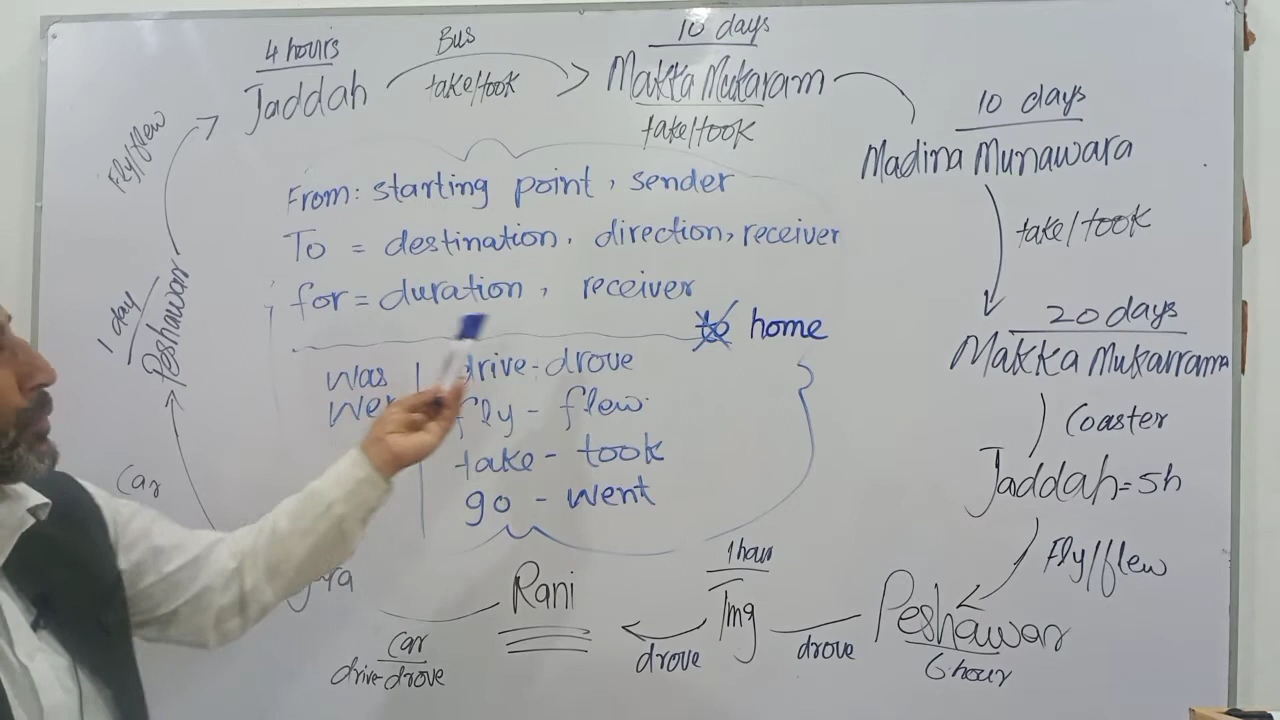 4 hours
Jaddah
Bus
take/took
10 days
Makka Mukaram
take/took
10 days
Madina Munawara
take/took
20 days
Makka Mukarrama
Coaster
Jaddah=5h
Fly/flew
Peshawar
6 hour
drove
1 hour
Tmg
drove
Rani
Car
drive-drove
Car
1 day
Peshawar
Fly/flew
From: starting point, sender
To = destination, direction, receiver
for = duration, receiver
to home
was
drive-drove
fly - flew
take - took
go - went